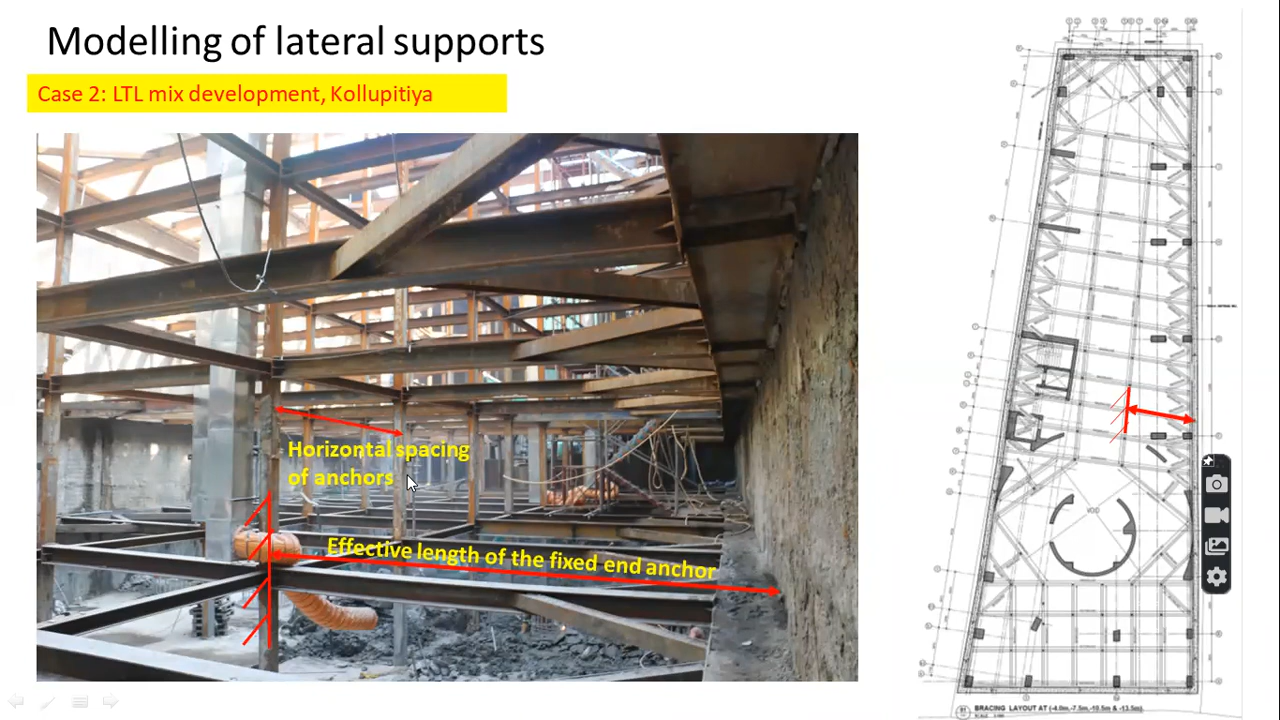 Modelling of lateral supports
Case 2: LTL mix development, Kollupitiya
Horizontal spacing
of anchors
Effective length of the fixed end anchor
VOID
BRACING LAYOUT AT (-4.0m,-7.5m,-10.5m & -13.5m)